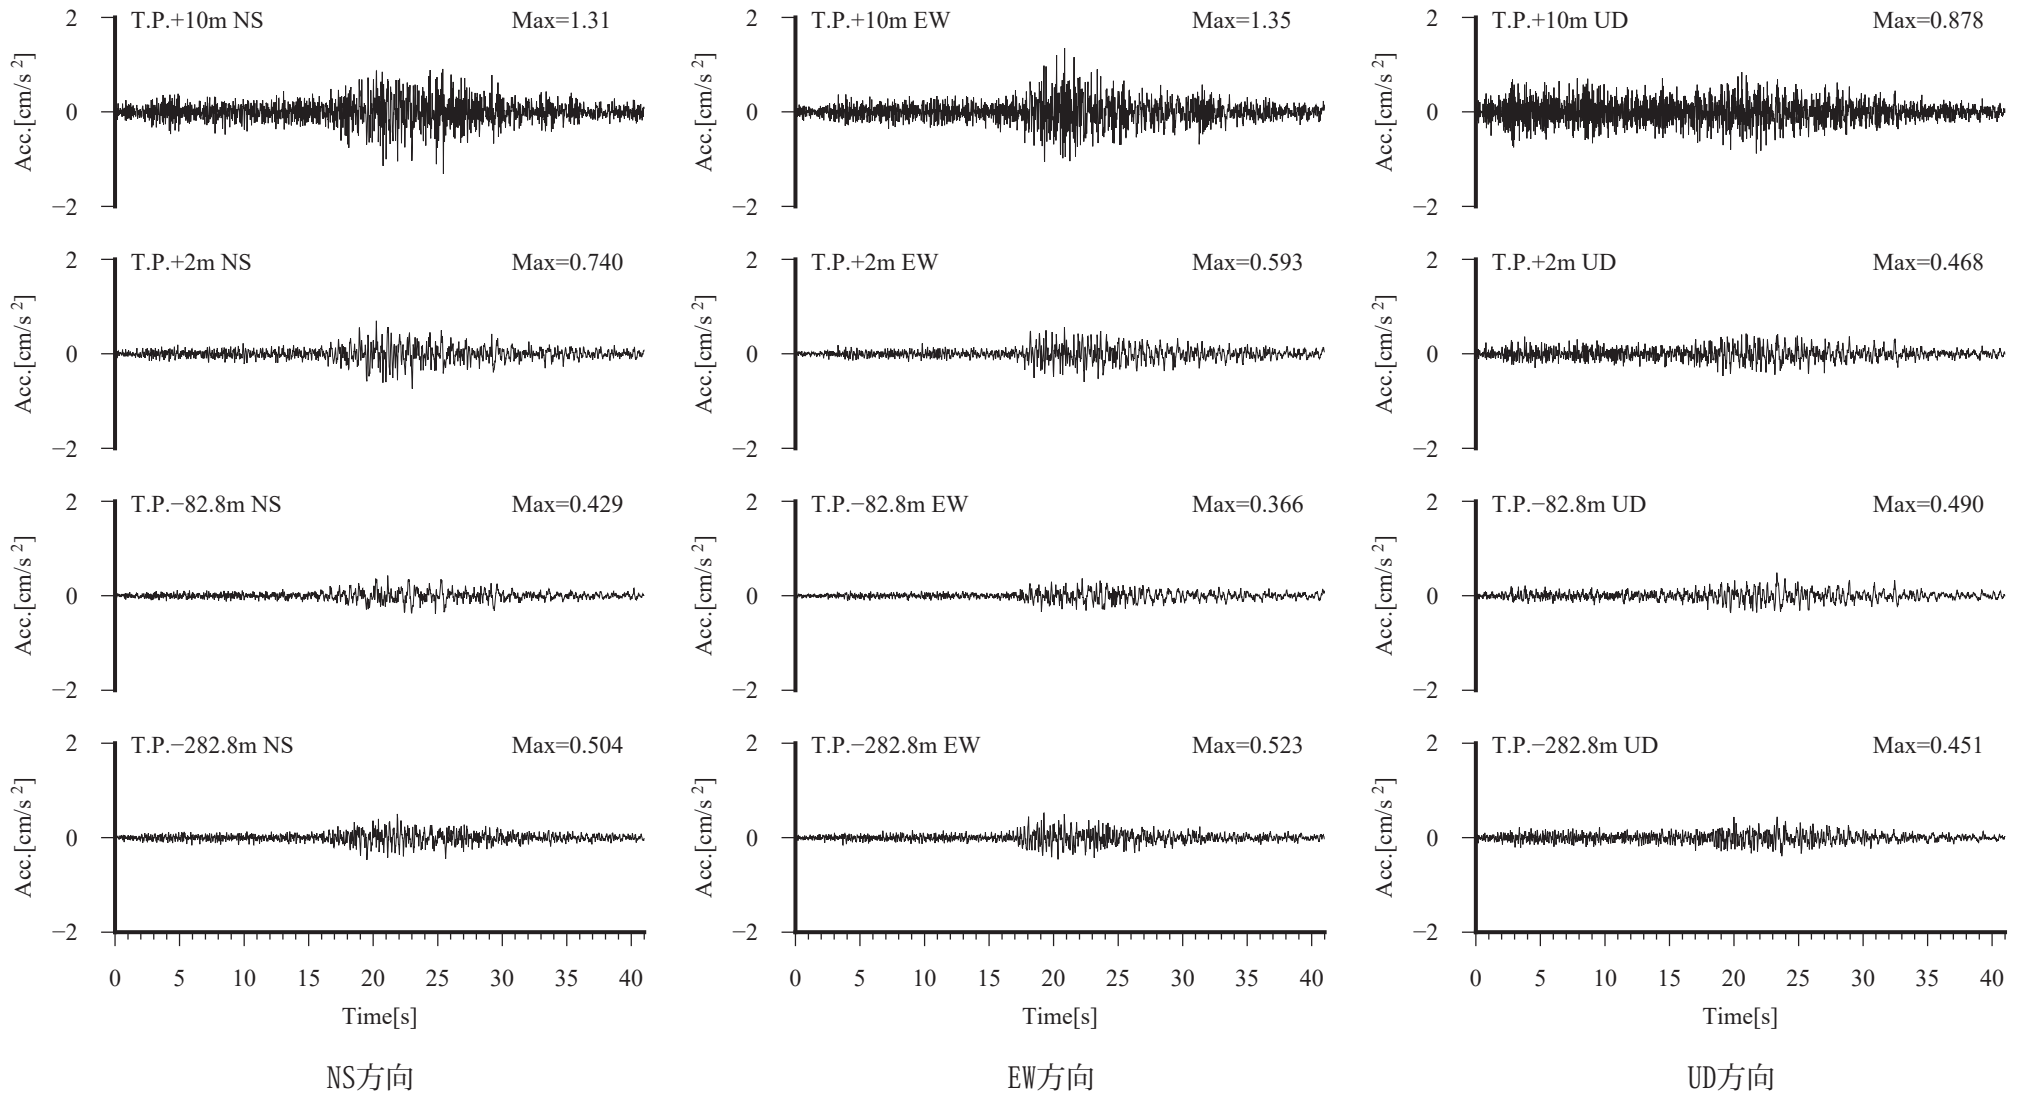 T.P.+10m NS Max=1.31
2
0
−2
Acc.[cm/s²]
T.P.+10m EW Max=1.35
2
0
−2
Acc.[cm/s²]
T.P.+10m UD Max=0.878
2
0
−2
Acc.[cm/s²]
T.P.+2m NS Max=0.740
2
0
−2
Acc.[cm/s²]
T.P.+2m EW Max=0.593
2
0
−2
Acc.[cm/s²]
T.P.+2m UD Max=0.468
2
0
−2
Acc.[cm/s²]
T.P.−82.8m NS Max=0.429
2
0
−2
Acc.[cm/s²]
T.P.−82.8m EW Max=0.366
2
0
−2
Acc.[cm/s²]
T.P.−82.8m UD Max=0.490
2
0
−2
Acc.[cm/s²]
T.P.−282.8m NS Max=0.504
2
0
−2
Acc.[cm/s²]
T.P.−282.8m EW Max=0.523
2
0
−2
Acc.[cm/s²]
T.P.−282.8m UD Max=0.451
2
0
−2
Acc.[cm/s²]
0 5 10 15 20 25 30 35 40
0 5 10 15 20 25 30 35 40
0 5 10 15 20 25 30 35 40
Time[s]
Time[s]
Time[s]
NS方向
EW方向
UD方向